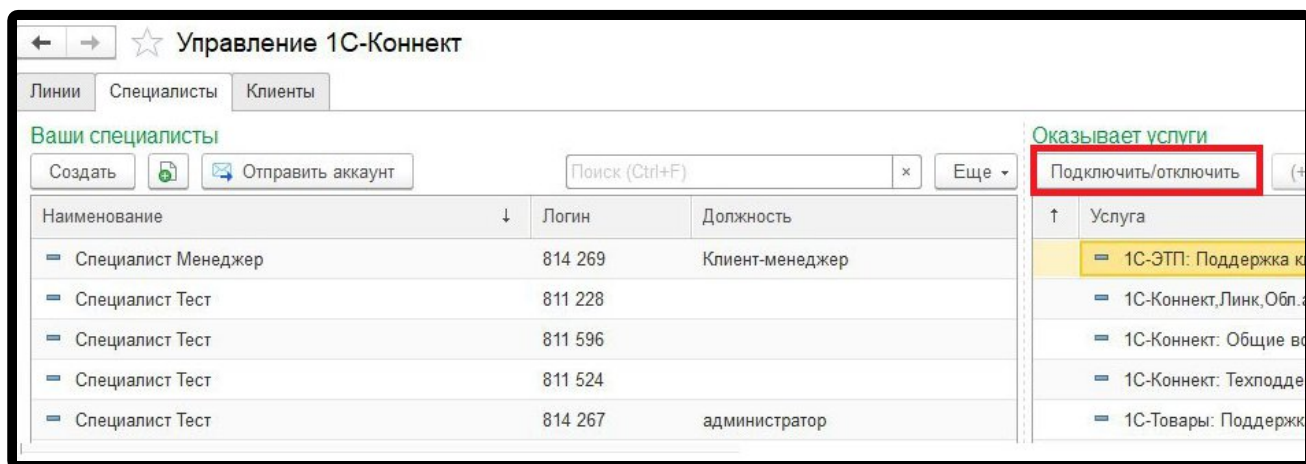 Управление 1С-Коннект
Линии Специалисты Клиенты
Ваши специалисты Оказывает услуги
Создать Отправить аккаунт Поиск (Ctrl+F) × Еще Подключить/отключить (+
Наименование ↓ Логин Должность ↑ Услуга
Специалист Менеджер 814 269 Клиент-менеджер 1С-ЭТП: Поддержка
Специалист Тест 811 228 1С-Коннект,Линк,Обл.
Специалист Тест 811 596 1С-Коннект: Общие
Специалист Тест 811 524 1С-Коннект: Техподде
Специалист Тест 814 267 администратор 1С-Товары: Поддержк